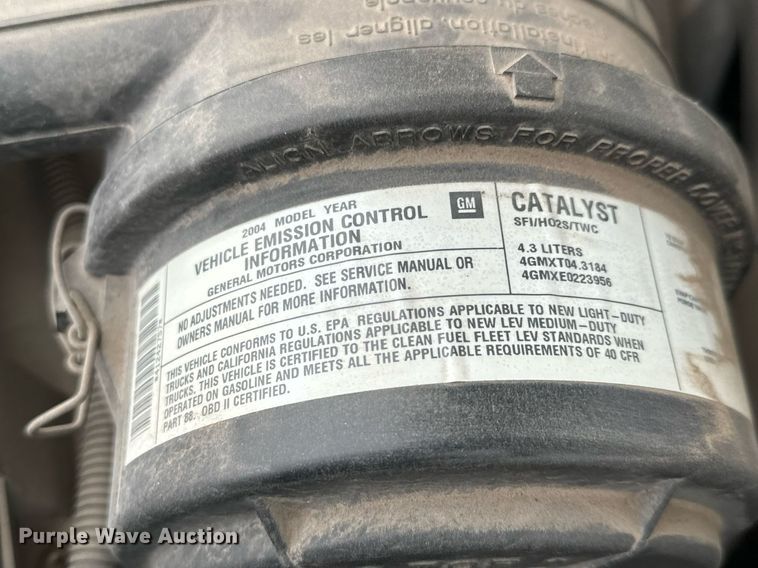 l'installation, aligner les
ALIGN ARROWS FOR PROPER COVER
2004 MODEL YEAR
VEHICLE EMISSION CONTROL
INFORMATION
GENERAL MOTORS CORPORATION
GM
CATALYST
SFI/HO2S/TWC
4.3 LITERS
4GMXT04.3184
4GMXE0223956
NO ADJUSTMENTS NEEDED. SEE SERVICE MANUAL OR
OWNERS MANUAL FOR MORE INFORMATION.
THIS VEHICLE CONFORMS TO U.S. EPA REGULATIONS APPLICABLE TO NEW LIGHT-DUTY
TRUCKS AND CALIFORNIA REGULATIONS APPLICABLE TO NEW LEV MEDIUM-DUTY
TRUCKS. THIS VEHICLE IS CERTIFIED TO THE CLEAN FUEL FLEET LEV STANDARDS WHEN
OPERATED ON GASOLINE AND MEETS ALL THE APPLICABLE REQUIREMENTS OF 40 CFR
PART 88. OBD II CERTIFIED.
Purple Wave Auction